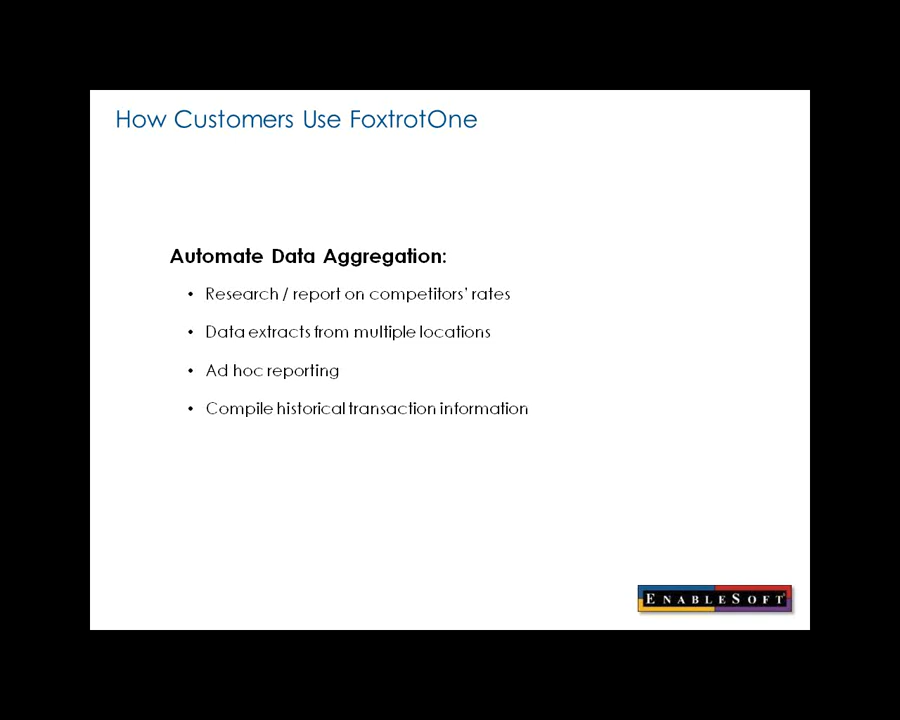 How Customers Use FoxtrotOne
Automate Data Aggregation:
• Research / report on competitors’ rates
• Data extracts from multiple locations
• Ad hoc reporting
• Compile historical transaction information
ENABLESOFT